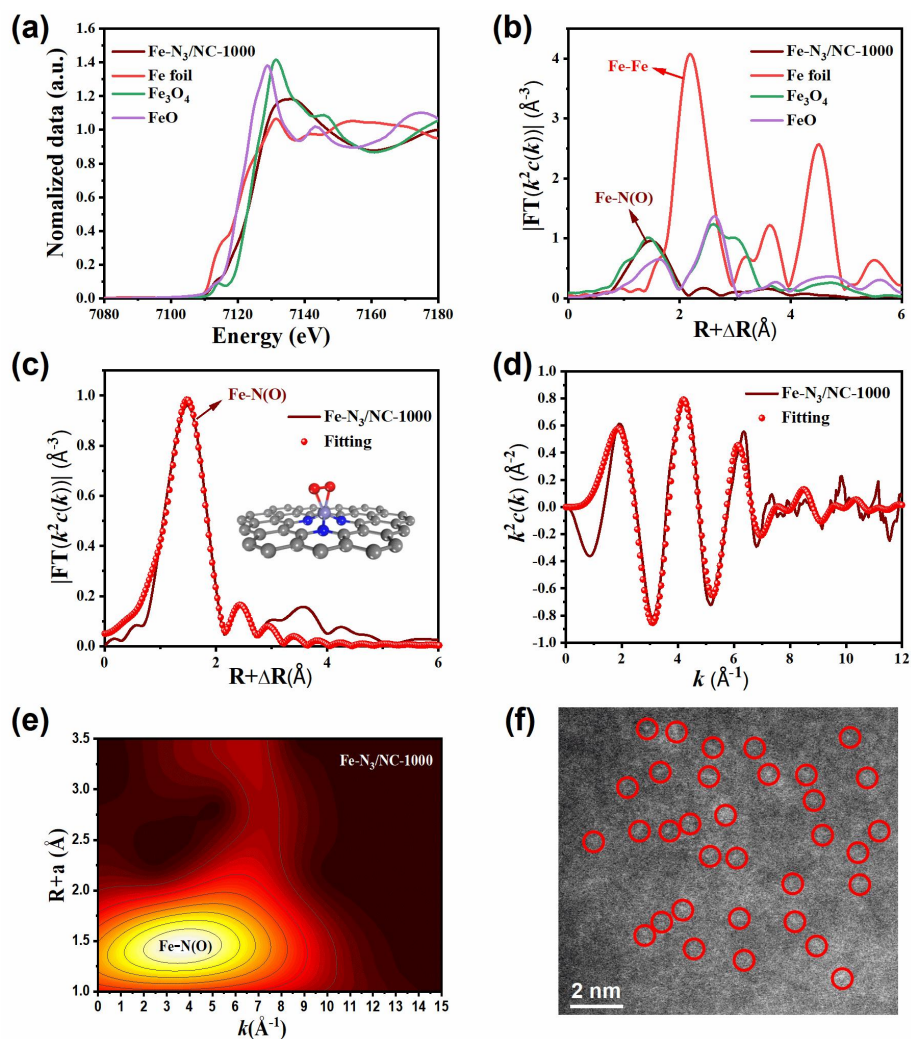 (a)
Nomalized data (a.u.)
1.6
1.4
1.2
1.0
0.8
0.6
0.4
0.2
0.0
Fe-N₃/NC-1000
Fe foil
Fe₃O₄
FeO
7080 7100 7120 7140 7160 7180
Energy (eV)
(b)
|FT(k²c(k))| (Å⁻³)
4
3
2
1
0
Fe-Fe
Fe-N(O)
Fe-N₃/NC-1000
Fe foil
Fe₃O₄
FeO
0 2 4 6
R+ΔR(Å)
(c)
|FT(k²c(k))| (Å⁻³)
1.0
0.8
0.6
0.4
0.2
0.0
Fe-N(O)
Fe-N₃/NC-1000
Fitting
0 2 4 6
R+ΔR(Å)
(d)
k²c(k) (Å⁻²)
1.0
0.8
0.6
0.4
0.2
0.0
-0.2
-0.4
-0.6
-0.8
-1.0
Fe-N₃/NC-1000
Fitting
0 2 4 6 8 10 12
k (Å⁻¹)
(e)
R+a (Å)
3.5
3.0
2.5
2.0
1.5
1.0
Fe-N₃/NC-1000
Fe-N(O)
0 1 2 3 4 5 6 7 8 9 10 11 12 13 14 15
k(Å⁻¹)
(f)
2 nm